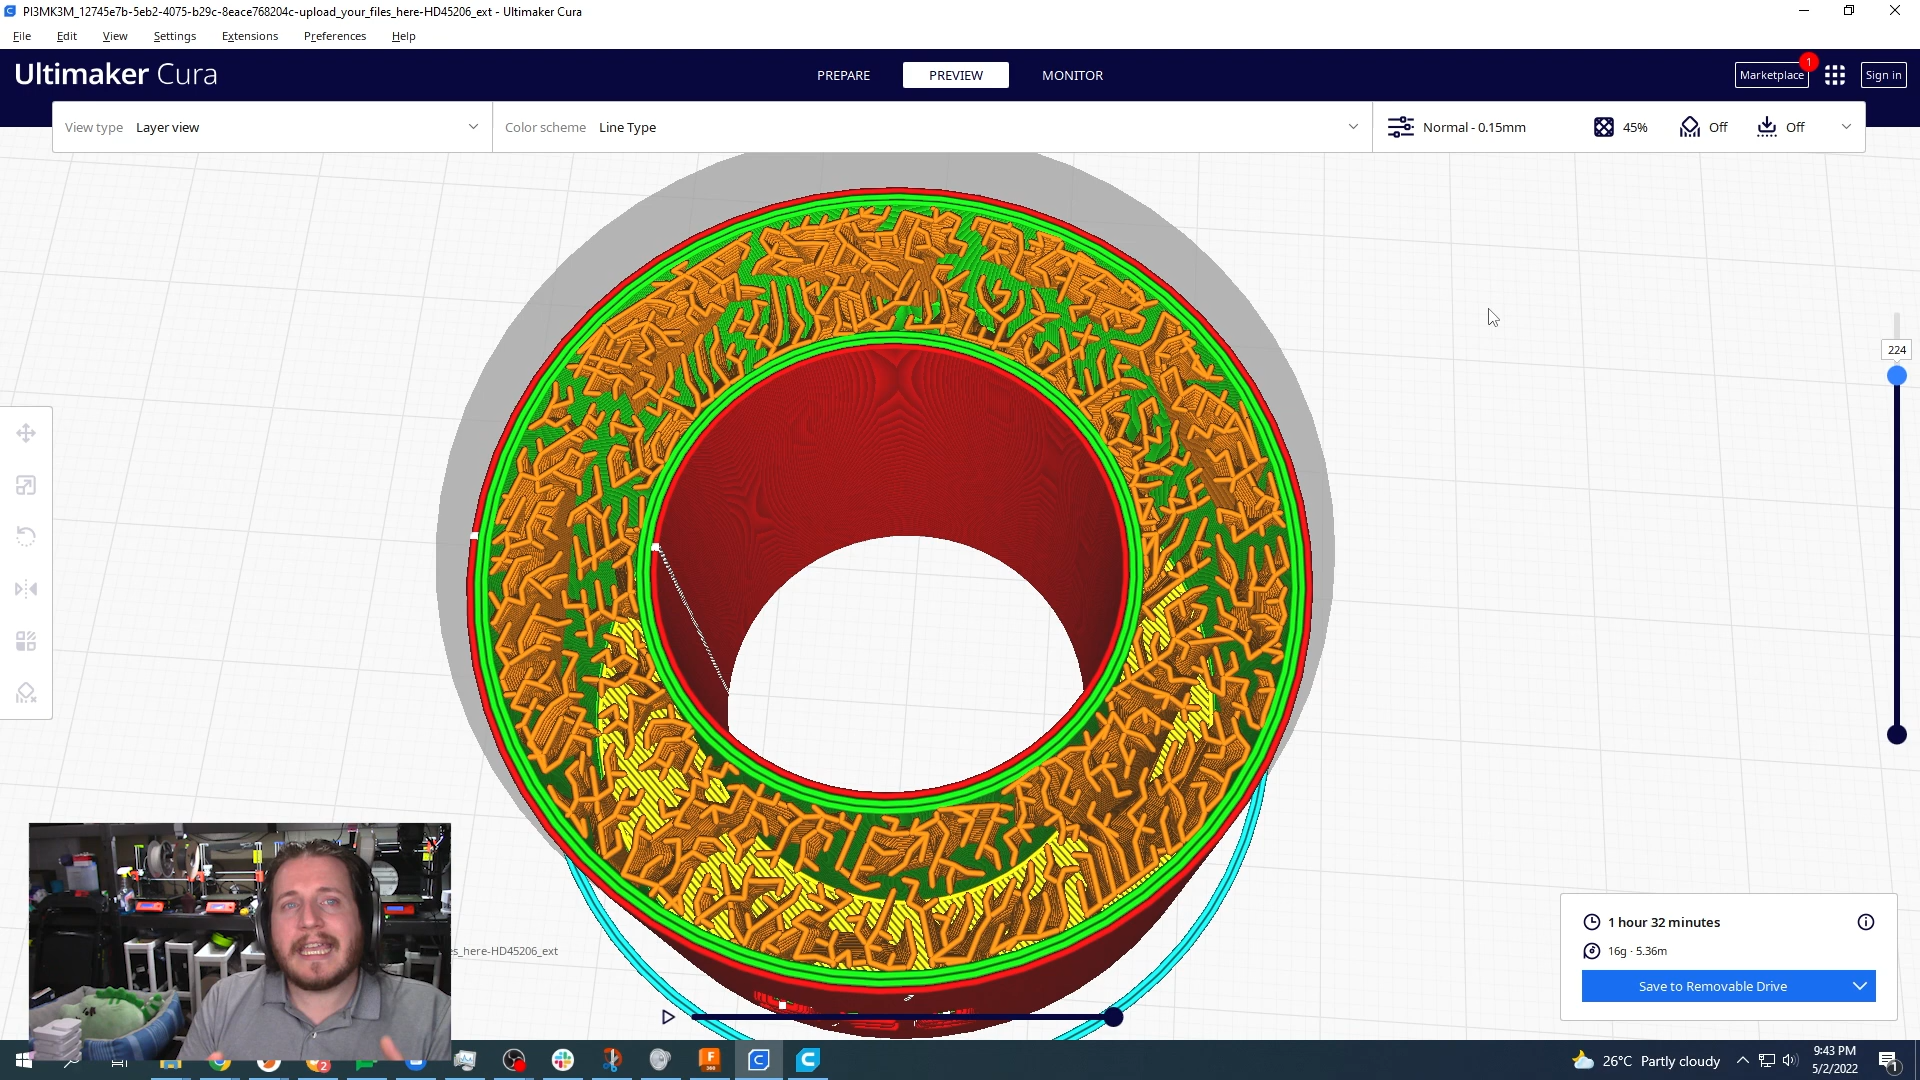 PI3MK3M_12745e7b-5eb2-4075-b29c-8eace768204c-upload_your_files_here-HD45206_ext - Ultimaker Cura
File Edit View Settings Extensions Preferences Help
Ultimaker Cura
PREPARE PREVIEW MONITOR
Marketplace 1 Sign in
View type Layer view
Color scheme Line Type
Normal - 0.15mm 45% Off Off
224
es_here-HD45206_ext
1 hour 32 minutes
16g · 5.36m
Save to Removable Drive
26°C Partly cloudy
9:43 PM
5/2/2022